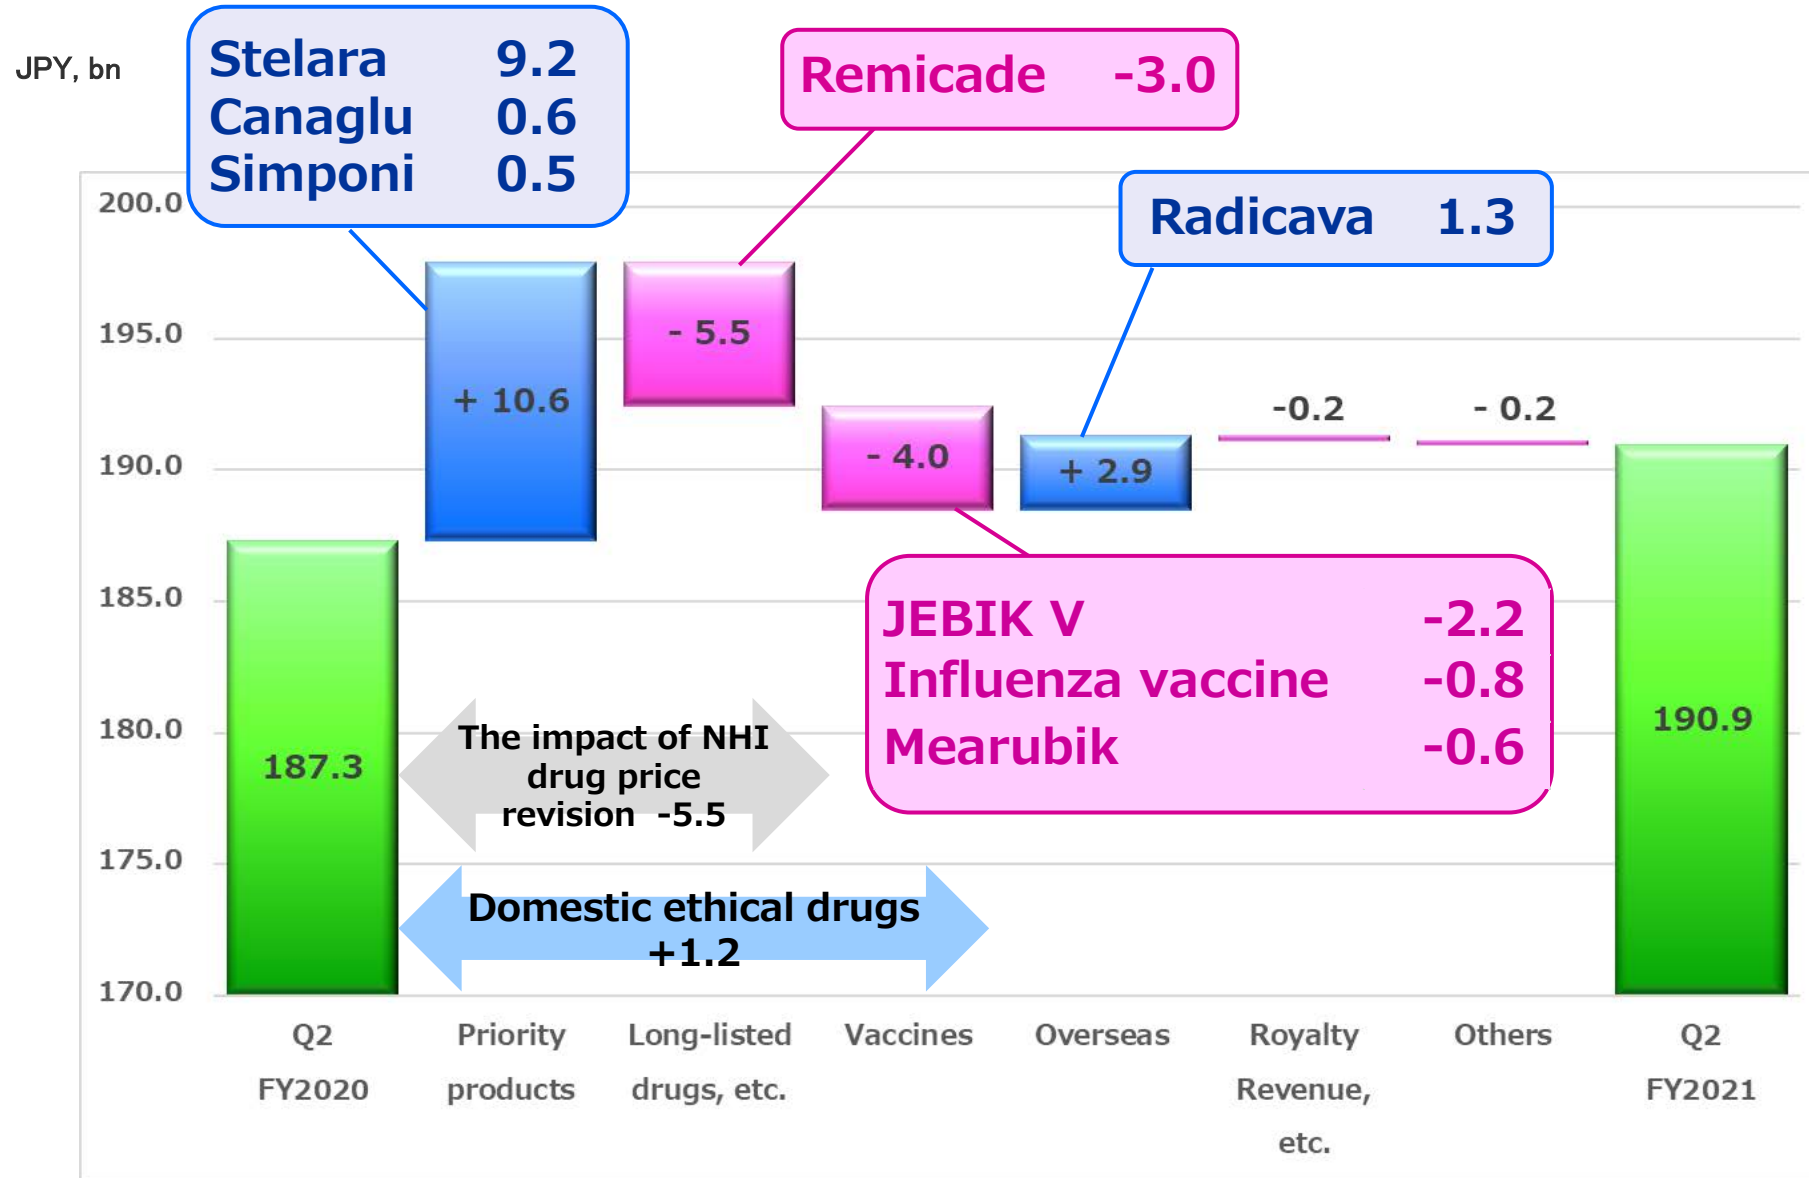 JPY, bn
Stelara 9.2
Canaglu 0.6
Simponi 0.5
Remicade -3.0
Radicava 1.3
200.0
195.0
190.0
185.0
180.0
175.0
170.0
187.3
+ 10.6
- 5.5
- 4.0
+ 2.9
-0.2
- 0.2
190.9
JEBIK V -2.2
Influenza vaccine -0.8
Mearubik -0.6
The impact of NHI
drug price
revision -5.5
Domestic ethical drugs
+1.2
Q2
FY2020
Priority
products
Long-listed
drugs, etc.
Vaccines
Overseas
Royalty
Revenue,
etc.
Others
Q2
FY2021